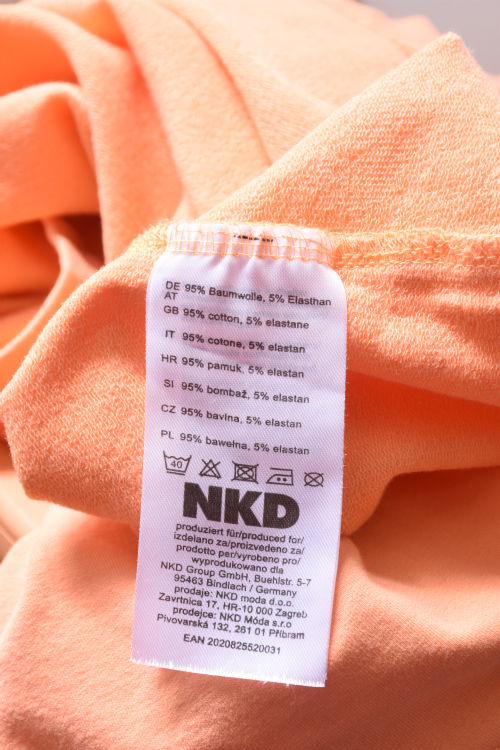 DE 95% Baumwolle, 5% Elasthan
AT
GB 95% cotton, 5% elastane
IT 95% cotone, 5% elastan
HR 95% pamuk, 5% elastan
SI 95% bombaž, 5% elastan
CZ 95% bavlna, 5% elastan
PL 95% bawełna, 5% elastan
40
NKD
produziert für/produced for/
izdelano za/proizvedeno za/
prodotto per/vyrobeno pro/
wyprodukowano dla
NKD Group GmbH, Buehlstr. 5-7
95463 Bindlach / Germany
prodaje: NKD moda d.o.o.
Zavrtnica 17, HR-10 000 Zagreb
prodejce: NKD Móda s.r.o
Pivovarská 132, 261 01 Příbram
EAN 2020825520031